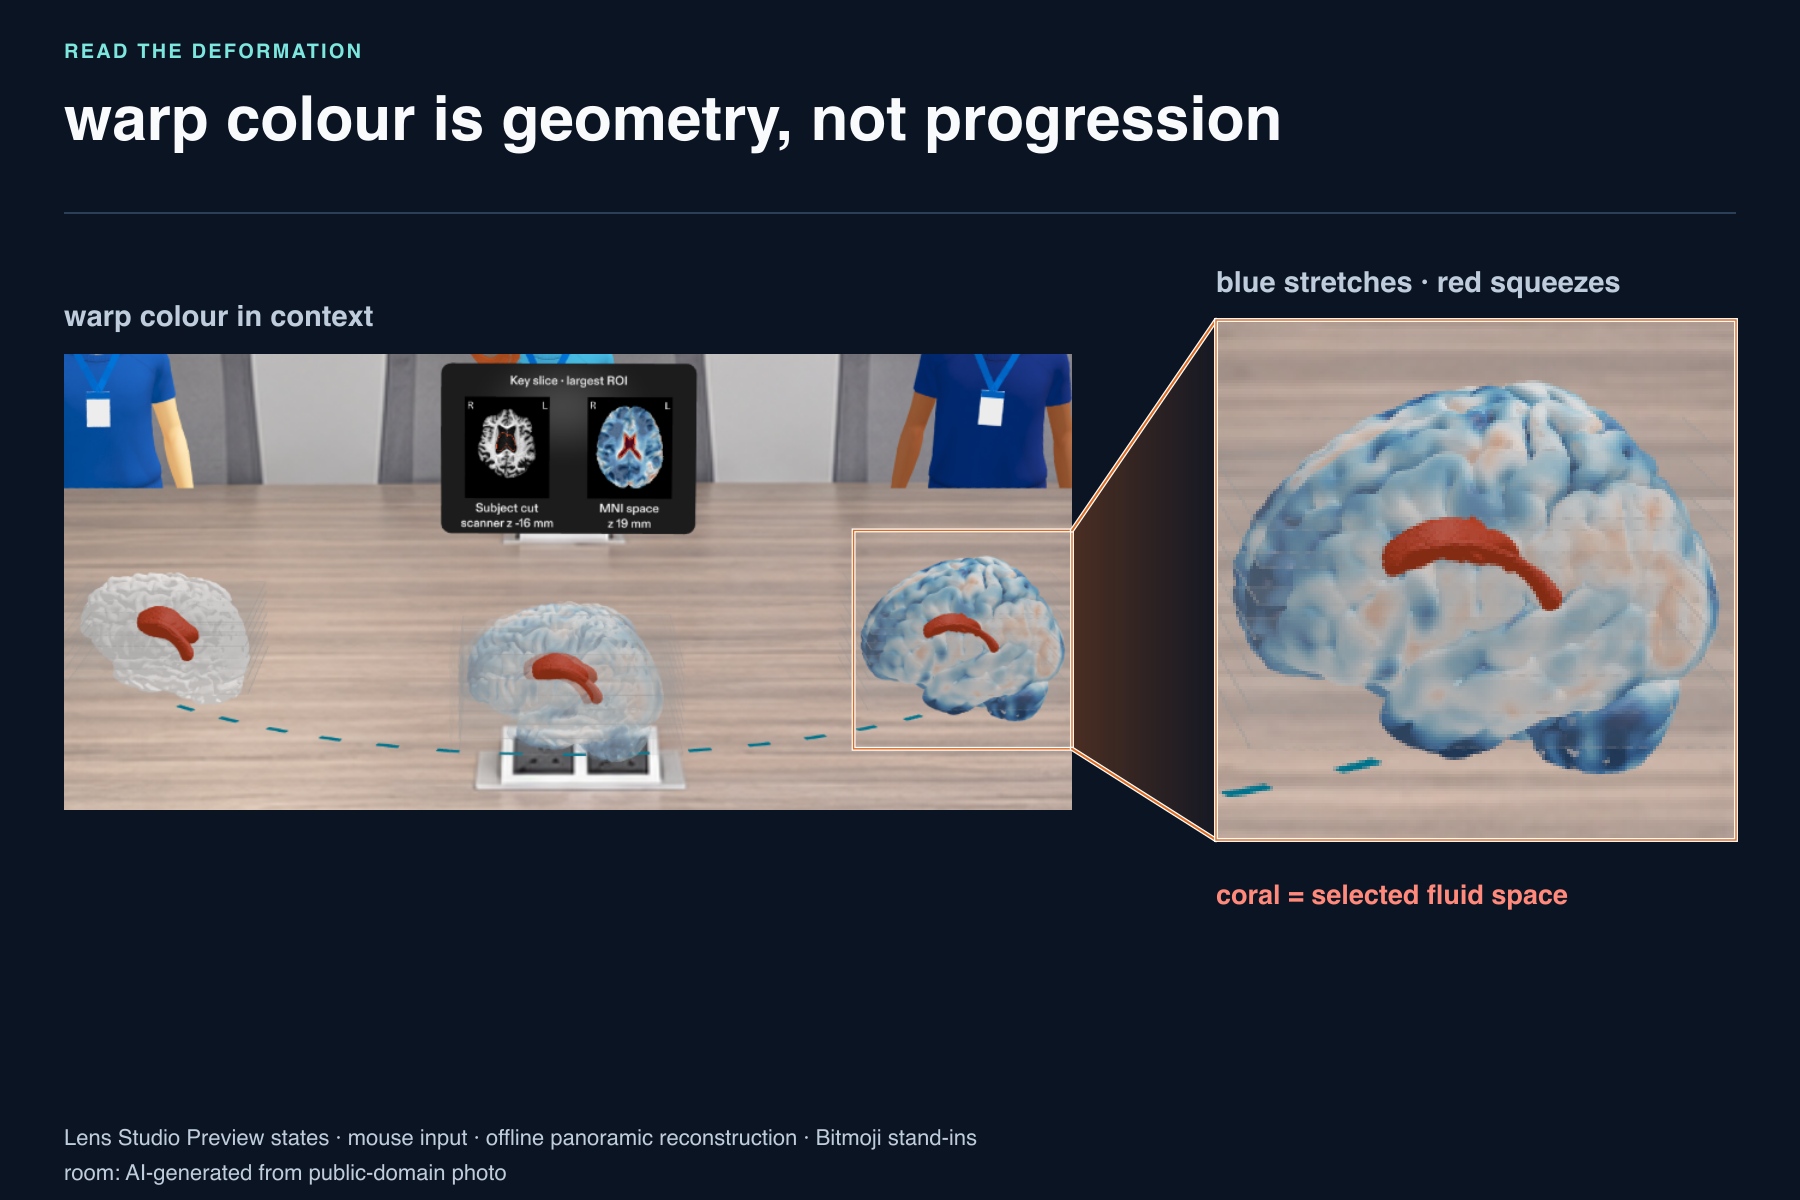 READ THE DEFORMATION
warp colour is geometry, not progression
warp colour in context
blue stretches · red squeezes
Key slice · largest ROI
R L R L
Subject cut
scanner z -16 mm
MNI space
z 19 mm
coral = selected fluid space
Lens Studio Preview states · mouse input · offline panoramic reconstruction · Bitmoji stand-ins
room: AI-generated from public-domain photo